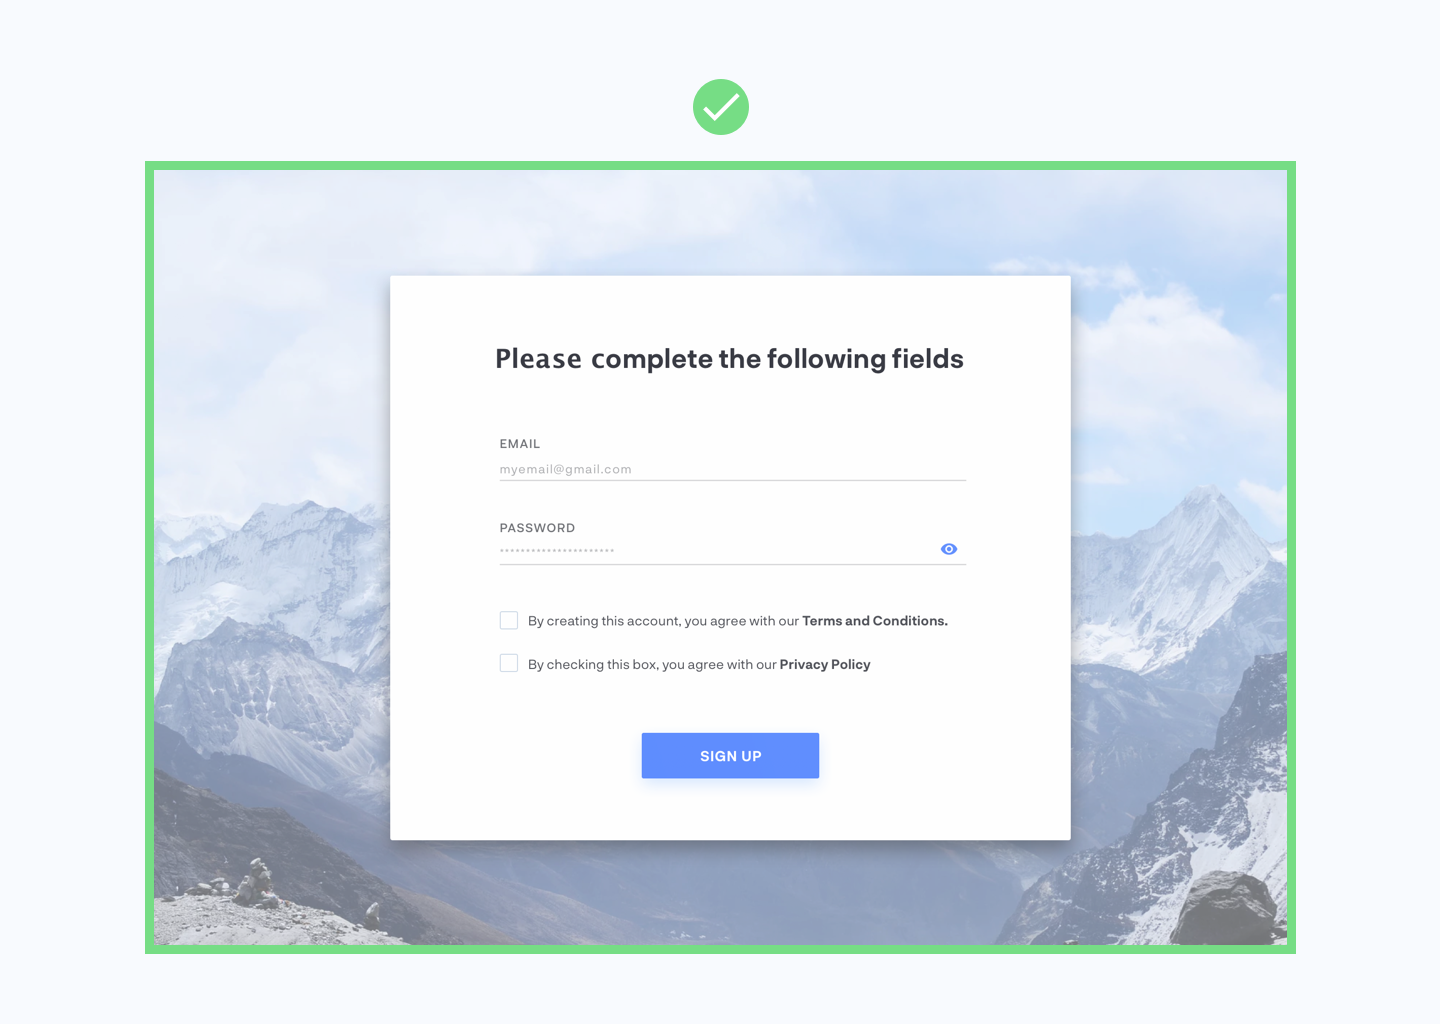 Please complete the following fields
EMAIL
myemail@gmail.com
PASSWORD
By creating this account, you agree with our Terms and Conditions.
By checking this box, you agree with our Privacy Policy
SIGN UP